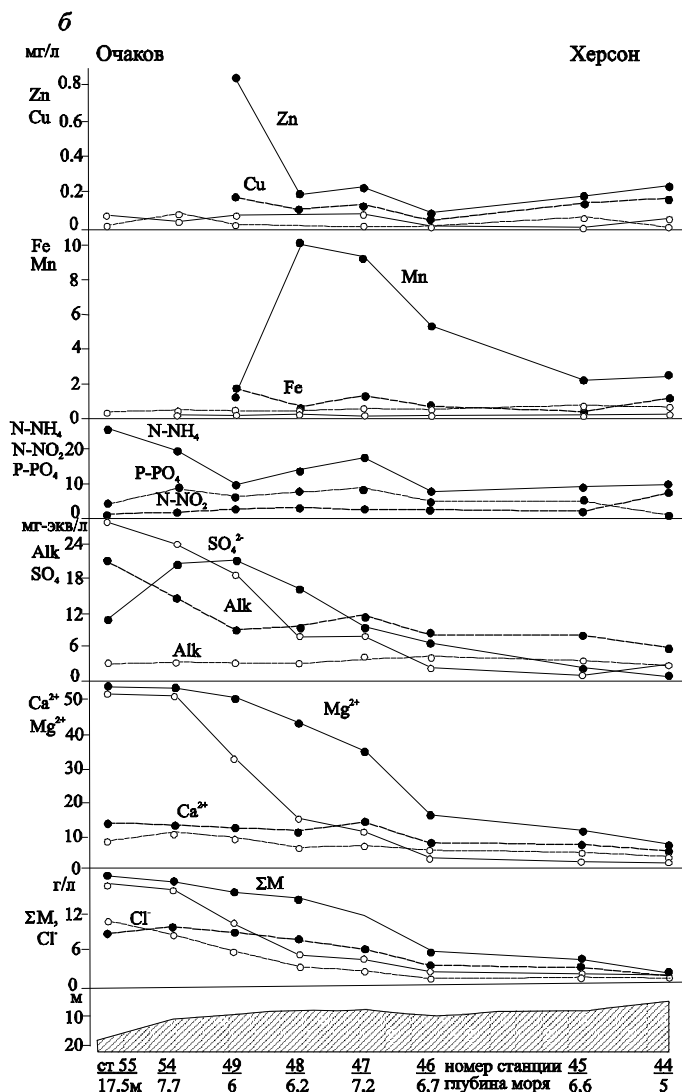 б
Очаков Херсон
мг/л
0.8
Zn
Cu
0.6
Zn
0.4
Cu
0.2
0
Fe
Mn
10
8
Mn
6
4
2
Fe
0
N-NH₄
N-NO₂
P-PO₄
N-NH₄
20
P-PO₄
10
N-NO₂
0
мг-экв/л
24
Alk
SO₄
SO₄²⁻
18
12
Alk
6
Alk
0
Ca²⁺
Mg²⁺
50
Mg²⁺
40
30
20
Ca²⁺
10
0
г/л
ΣM
12
ΣM,
Cl⁻
Cl⁻
6
0
м
10
20
ст 55 54 49 48 47 46 номер станции 45 44
17,5м 7,7 6 6,2 7,2 6,7 глубина моря 6,6 5